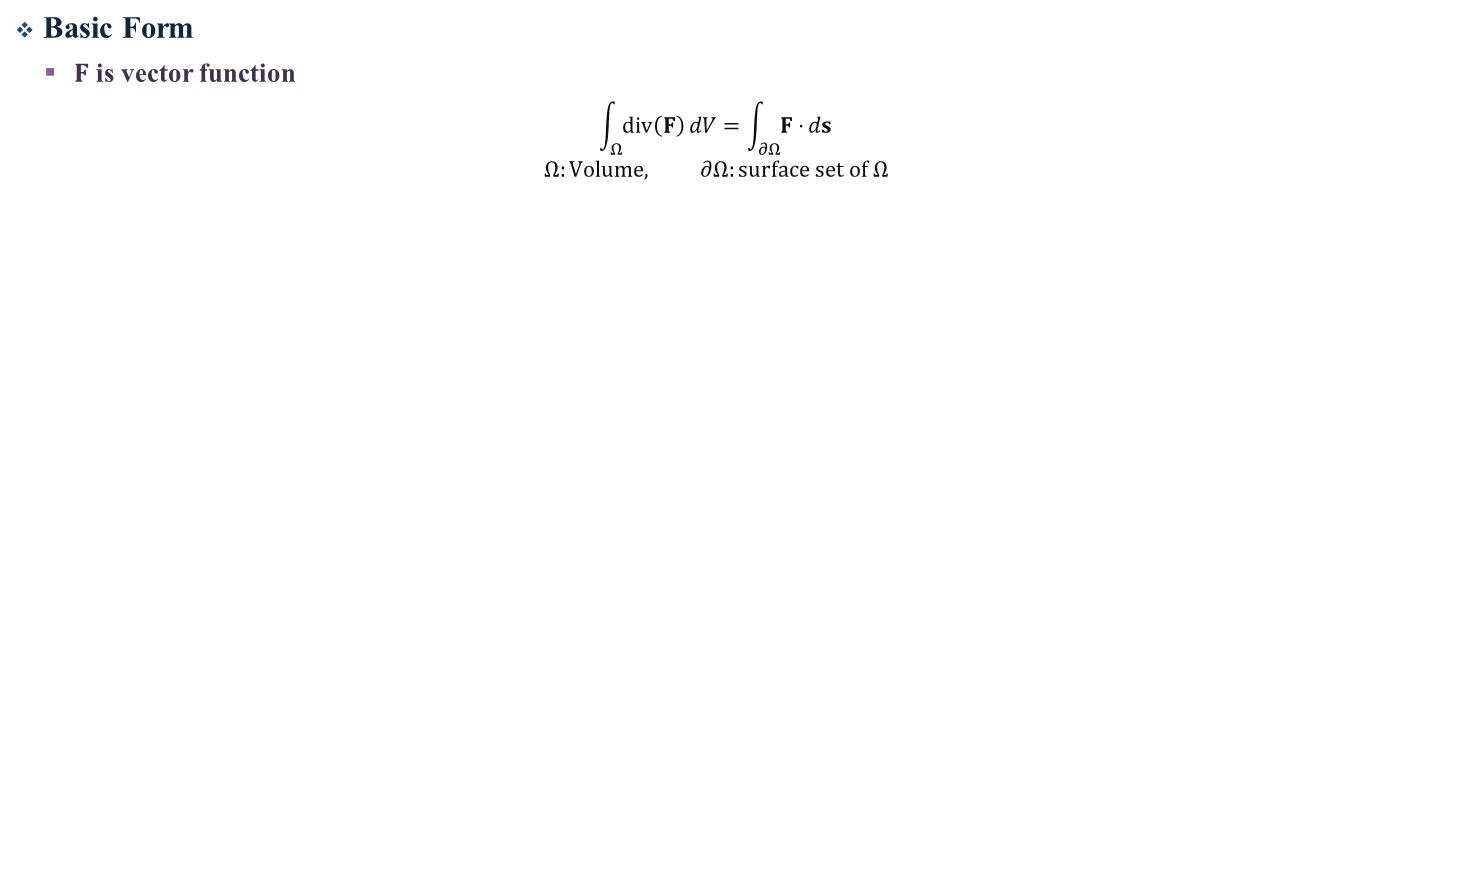 ❖ Basic Form
▪ F is vector function
∫_Ω div(𝐅) 𝑑𝑉 = ∫_∂Ω 𝐅 · 𝑑𝐬
Ω: Volume, ∂Ω: surface set of Ω